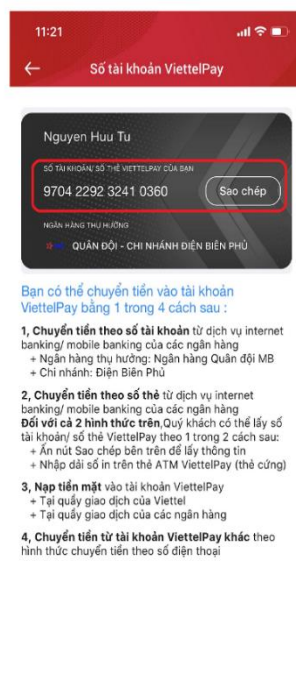 11:21
Số tài khoản ViettelPay
Nguyen Huu Tu
SỐ TÀI KHOẢN/ SỐ THẺ VIETTELPAY CỦA BẠN
9704 2292 3241 0360
Sao chép
NGÂN HÀNG THỤ HƯỞNG
QUÂN ĐỘI - CHI NHÁNH ĐIỆN BIÊN PHỦ
Bạn có thể chuyển tiền vào tài khoản
ViettelPay bằng 1 trong 4 cách sau :
1, Chuyển tiền theo số tài khoản từ dịch vụ internet
banking/ mobile banking của các ngân hàng
+ Ngân hàng thụ hưởng: Ngân hàng Quân đội MB
+ Chi nhánh: Điện Biên Phủ
2, Chuyển tiền theo số thẻ từ dịch vụ internet
banking/ mobile banking của các ngân hàng
Đối với cả 2 hình thức trên,Quý khách có thể lấy số
tài khoản/ số thẻ ViettelPay theo 1 trong 2 cách sau:
+ Ấn nút Sao chép bên trên để lấy thông tin
+ Nhập dải số in trên thẻ ATM ViettelPay (thẻ cứng)
3, Nạp tiền mặt vào tài khoản ViettelPay
+ Tại quầy giao dịch của Viettel
+ Tại quầy giao dịch của các ngân hàng
4, Chuyển tiền từ tài khoản ViettelPay khác theo
hình thức chuyển tiền theo số điện thoại